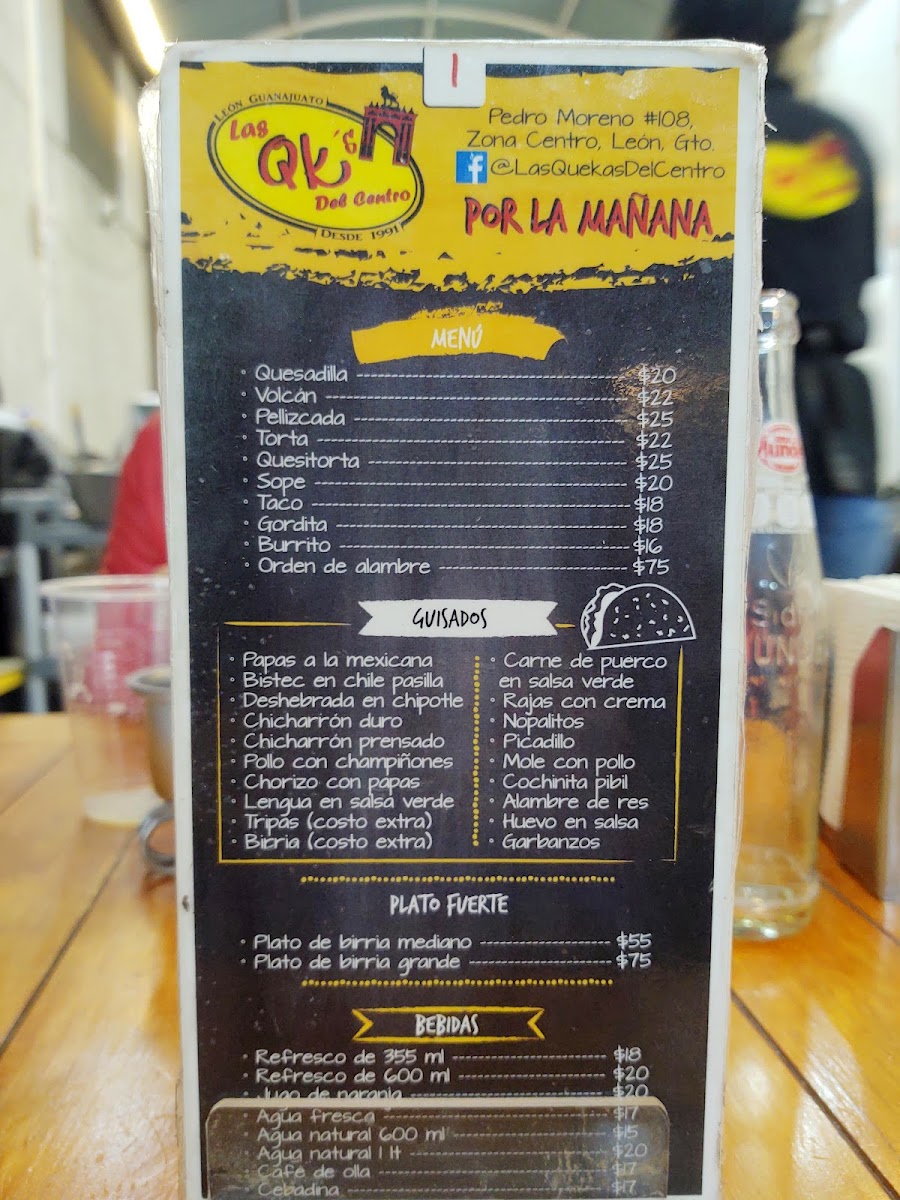 1
LEÓN GUANAJUATO
Las
QK's
Del Centro
DESDE 1991
Pedro Moreno #108,
Zona Centro, León, Gto.
f @LasQuekasDelCentro
POR LA MAÑANA
MENÚ
• Quesadilla $20
• Volcán $22
• Pellizcada $25
• Torta $22
• Quesitorta $25
• Sope $20
• Taco $18
• Gordita $18
• Burrito $16
• Orden de alambre $75
GUISADOS
• Papas a la mexicana
• Bistec en chile pasilla
• Deshebrada en chipotle
• Chicharrón duro
• Chicharrón prensado
• Pollo con champiñones
• Chorizo con papas
• Lengua en salsa verde
• Tripas (costo extra)
• Birria (costo extra)
• Carne de puerco
en salsa verde
• Rajas con crema
• Nopalitos
• Picadillo
• Mole con pollo
• Cochinita pibil
• Alambre de res
• Huevo en salsa
• Garbanzos
PLATO FUERTE
• Plato de birria mediano $55
• Plato de birria grande $75
BEBIDAS
• Refresco de 355 ml $18
• Refresco de 600 ml $20
• Jugo de naranja $20
• Agua fresca $17
• Agua natural 600 ml $15
• Agua natural 1 lt $20
• Café de olla $17
• Cebadina $17